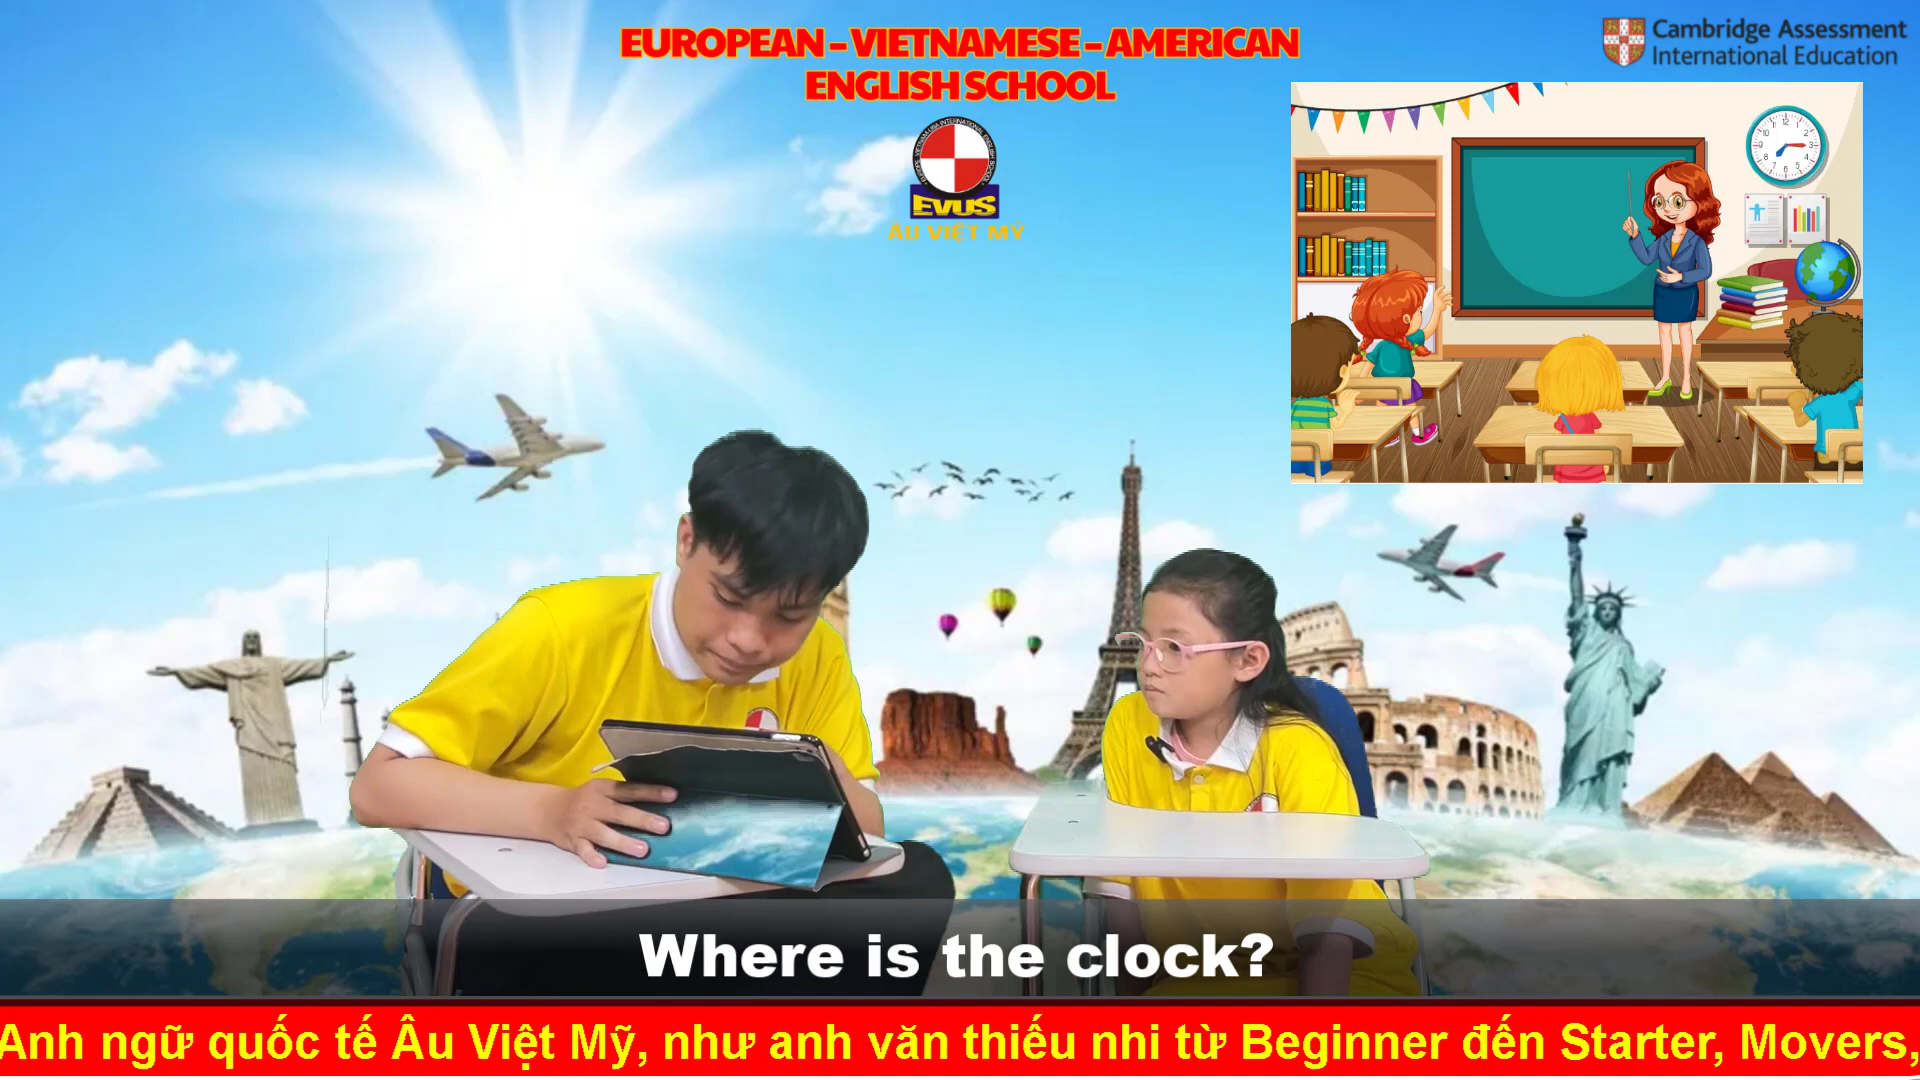 EUROPEAN – VIETNAMESE – AMERICAN
ENGLISH SCHOOL
Cambridge Assessment
International Education
EVUS
ÂU VIỆT MỸ
Where is the clock?
Anh ngữ quốc tế Âu Việt Mỹ, như anh văn thiếu nhi từ Beginner đến Starter, Movers,